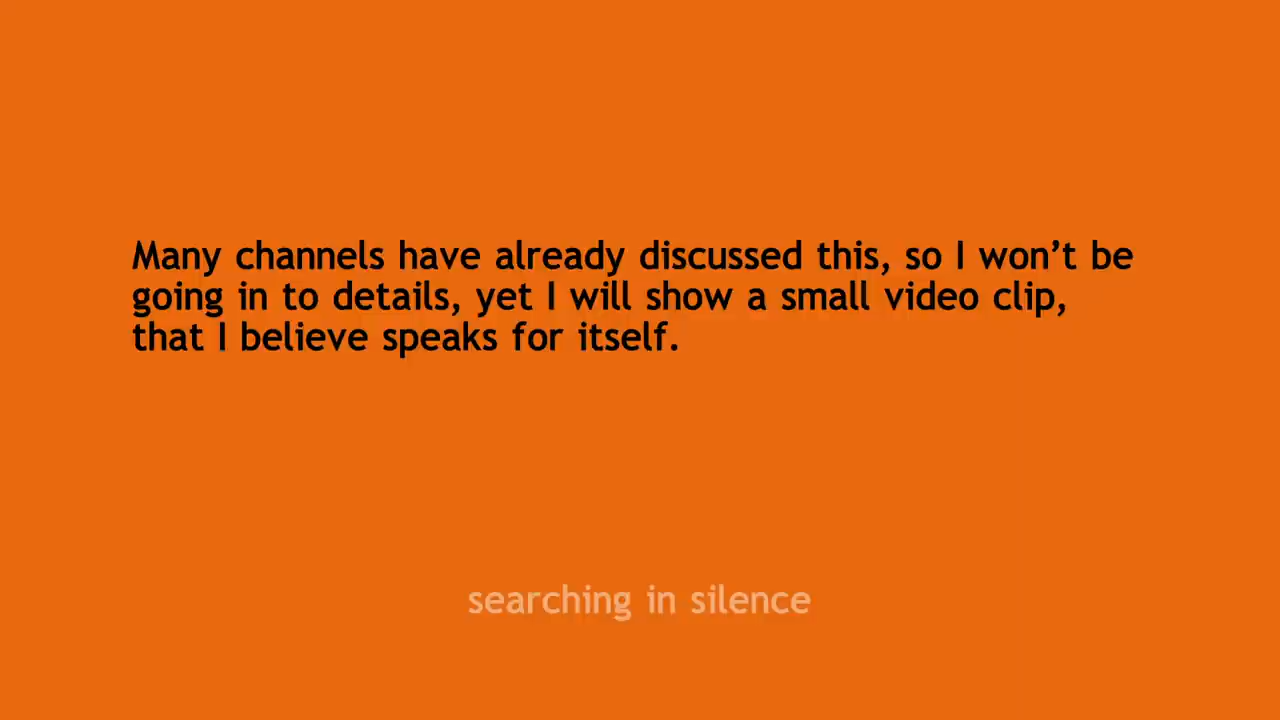 Many channels have already discussed this, so I won’t be
going in to details, yet I will show a small video clip,
that I believe speaks for itself.
searching in silence